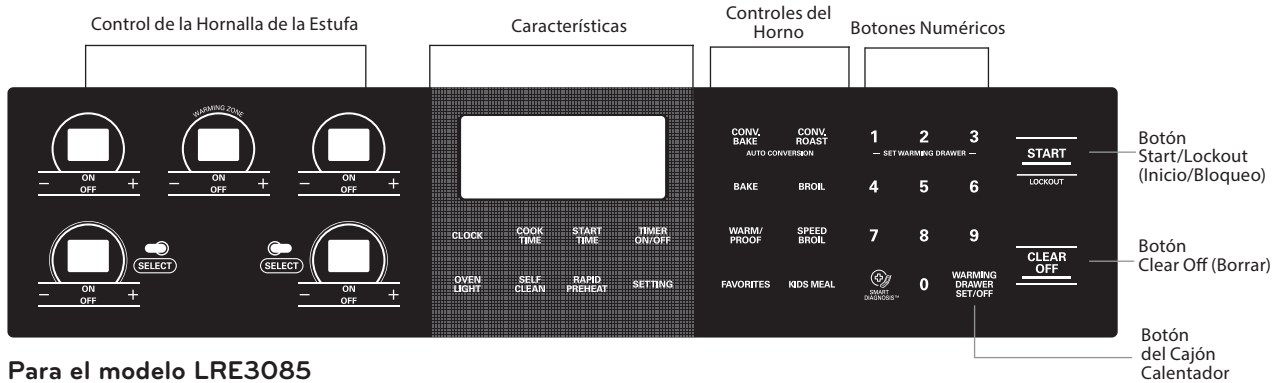 Control de la Hornalla de la Estufa
Características
Controles del
Horno
Botones Numéricos
WARMING ZONE
ON
OFF
− +
ON
OFF
− +
ON
OFF
− +
SELECT
SELECT
ON
OFF
− +
ON
OFF
− +
CLOCK
COOK
TIME
START
TIME
TIMER
ON/OFF
OVEN
LIGHT
SELF
CLEAN
RAPID
PREHEAT
SETTING
CONV.
BAKE
CONV.
ROAST
AUTO CONVERSION
BAKE
BROIL
WARM/
PROOF
SPEED
BROIL
FAVORITES
KIDS MEAL
1 2 3
— SET WARMING DRAWER —
4 5 6
7 8 9
SMART
DIAGNOSIS™
0
WARMING
DRAWER
SET/OFF
START
LOCKOUT
CLEAR
OFF
Botón
Start/Lockout
(Inicio/Bloqueo)
Botón
Clear Off (Borrar)
Botón
del Cajón
Calentador
Para el modelo LRE3085